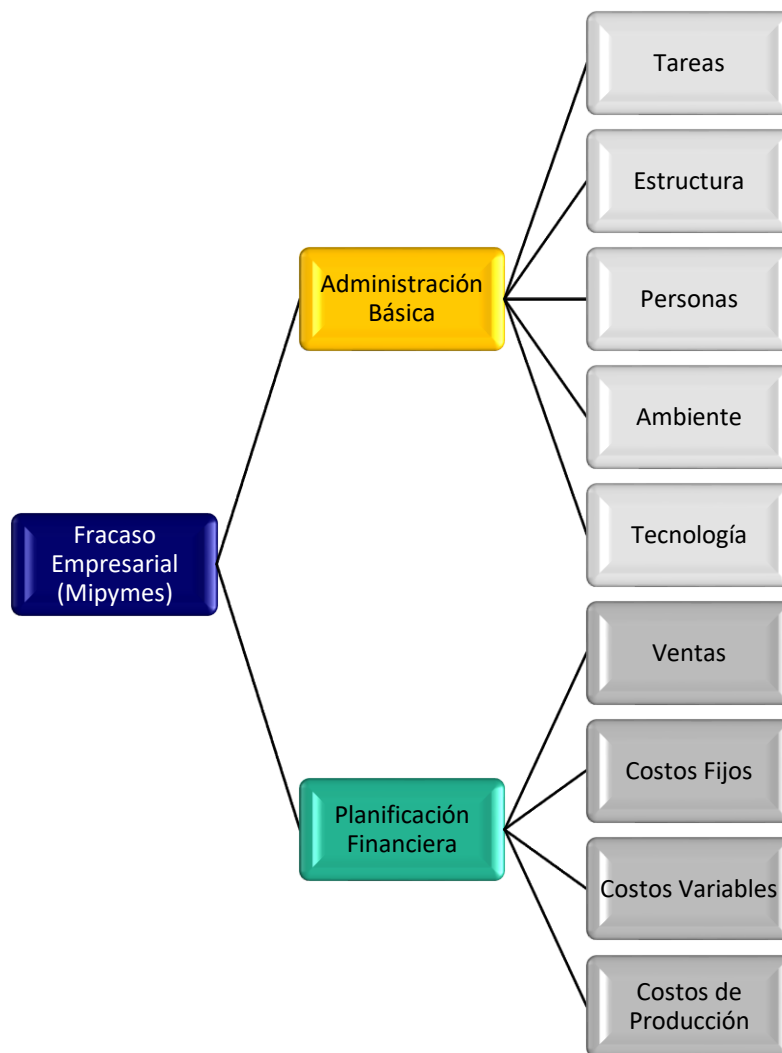 Fracaso
Empresarial
(Mipymes)
Administración
Básica
Tareas
Estructura
Personas
Ambiente
Tecnología
Planificación
Financiera
Ventas
Costos Fijos
Costos Variables
Costos de
Producción